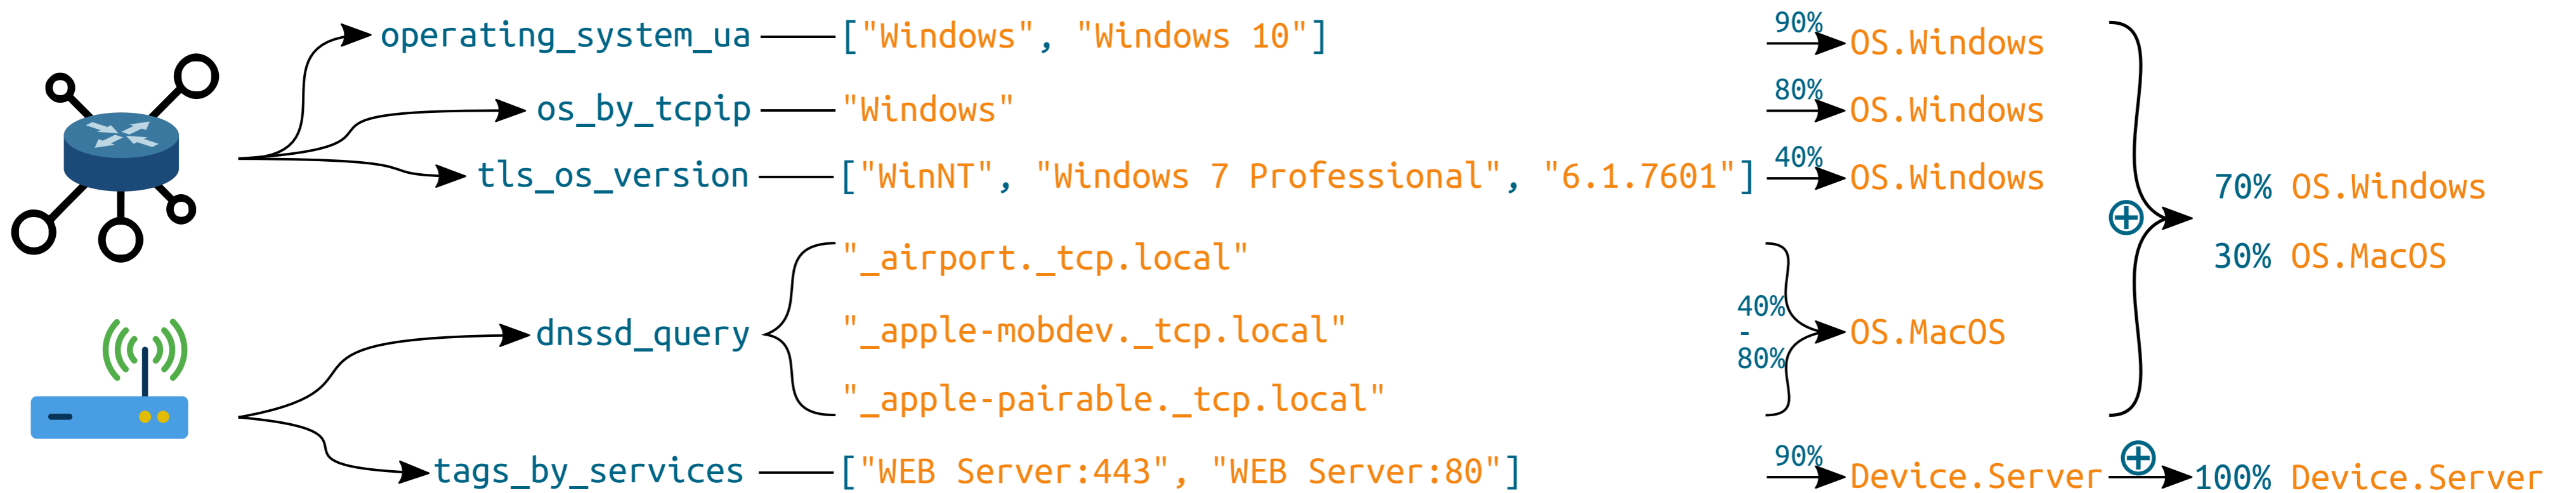 operating_system_ua ["Windows", "Windows 10"] 90% OS.Windows
os_by_tcpip "Windows" 80% OS.Windows
tls_os_version ["WinNT", "Windows 7 Professional", "6.1.7601"] 40% OS.Windows
70% OS.Windows
30% OS.MacOS
dnssd_query
"_airport._tcp.local"
"_apple-mobdev._tcp.local"
"_apple-pairable._tcp.local"
40%
-
80%
OS.MacOS
tags_by_services ["WEB Server:443", "WEB Server:80"] 90% Device.Server 100% Device.Server